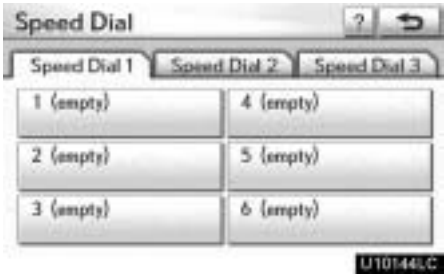 Speed Dial ?
Speed Dial 1 Speed Dial 2 Speed Dial 3
1 (empty) 4 (empty)
2 (empty) 5 (empty)
3 (empty) 6 (empty)
U10144LC